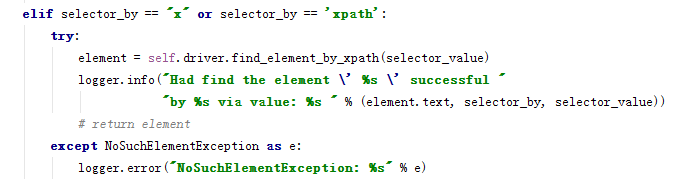 elif selector_by == "x" or selector_by == 'xpath':
try:
element = self.driver.find_element_by_xpath(selector_value)
logger.info("Had find the element \' %s \' successful "
"by %s via value: %s " % (element.text, selector_by, selector_value))
# return element
except NoSuchElementException as e:
logger.error("NoSuchElementException: %s" % e)